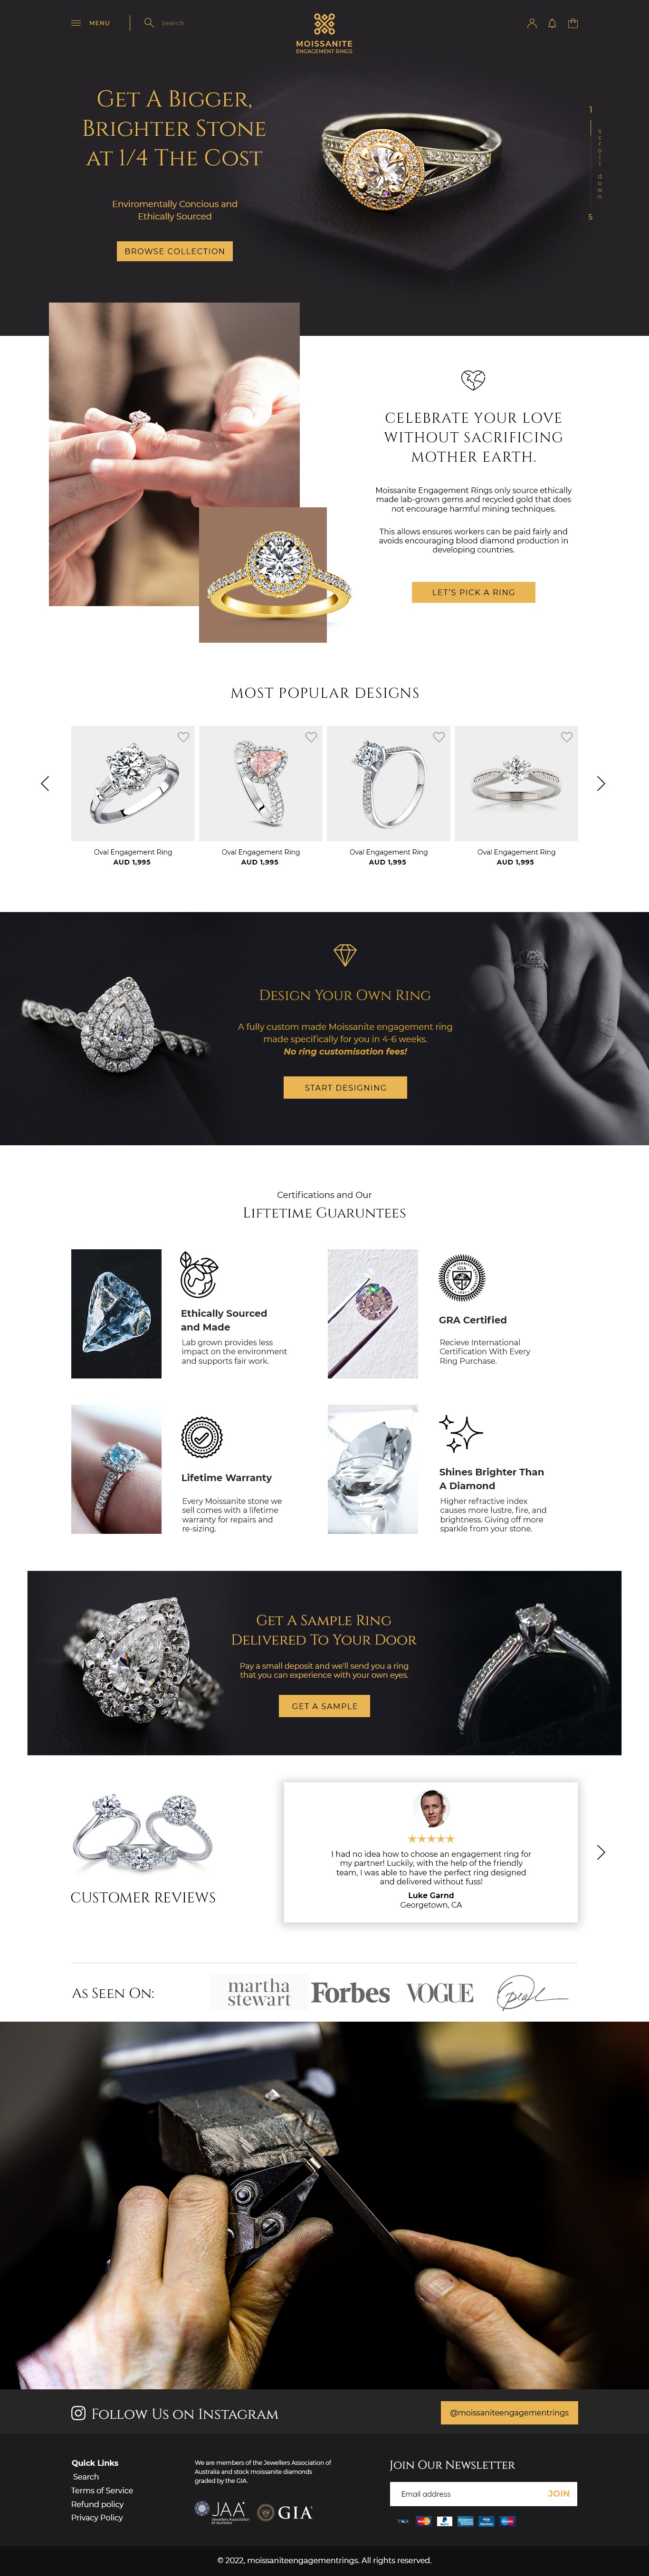 MENU
Search
MOISSANITE
ENGAGEMENT RINGS
GET A BIGGER,
BRIGHTER STONE
AT 1/4 THE COST
Enviromentally Concious and
Ethically Sourced
BROWSE COLLECTION
1
scroll down
5
CELEBRATE YOUR LOVE
WITHOUT SACRIFICING
MOTHER EARTH.
Moissanite Engagement Rings only source ethically
made lab-grown gems and recycled gold that does
not encourage harmful mining techniques.
This allows ensures workers can be paid fairly and
avoids encouraging blood diamond production in
developing countries.
LET'S PICK A RING
MOST POPULAR DESIGNS
Oval Engagement Ring
AUD 1,995
Oval Engagement Ring
AUD 1,995
Oval Engagement Ring
AUD 1,995
Oval Engagement Ring
AUD 1,995
DESIGN YOUR OWN RING
A fully custom made Moissanite engagement ring
made specifically for you in 4-6 weeks.
No ring customisation fees!
START DESIGNING
Certifications and Our
LIFTETIME GUARUNTEES
Ethically Sourced
and Made
Lab grown provides less
impact on the environment
and supports fair work.
GIA
GRA Certified
Recieve International
Certification With Every
Ring Purchase.
Lifetime Warranty
Every Moissanite stone we
sell comes with a lifetime
warranty for repairs and
re-sizing.
Shines Brighter Than
A Diamond
Higher refractive index
causes more lustre, fire, and
brightness. Giving off more
sparkle from your stone.
GET A SAMPLE RING
DELIVERED TO YOUR DOOR
Pay a small deposit and we'll send you a ring
that you can experience with your own eyes.
GET A SAMPLE
CUSTOMER REVIEWS
I had no idea how to choose an engagement ring for
my partner! Luckily, with the help of the friendly
team, I was able to have the perfect ring designed
and delivered without fuss!
Luke Garnd
Georgetown, CA
AS SEEN ON:
martha
stewart
Forbes
VOGUE
Oprah
FOLLOW US ON INSTAGRAM
@moissaniteengagementrings
Quick Links
Search
Terms of Service
Refund policy
Privacy Policy
We are members of the Jewellers Association of
Australia and stock moissanite diamonds
graded by the GIA.
JAA
Jewellers Association
of Australia
GIA
JOIN OUR NEWSLETTER
Email address
JOIN
VISA
© 2022, moissaniteengagementrings. All rights reserved.